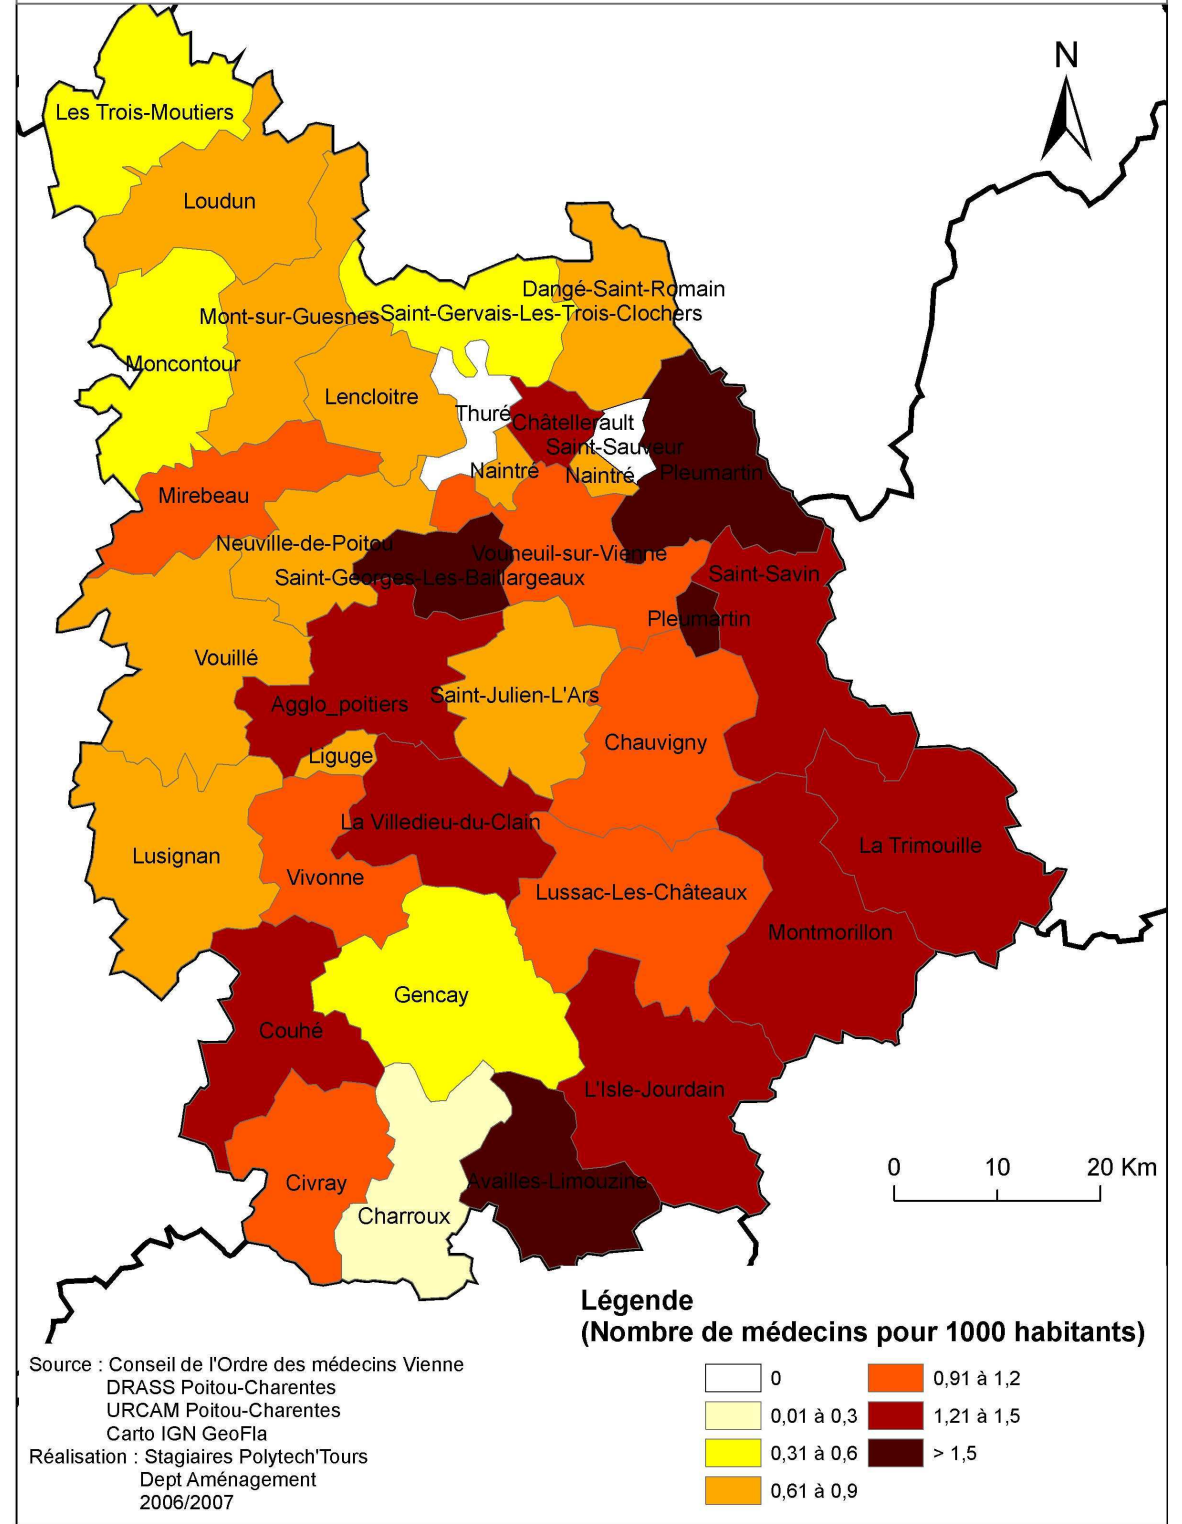 N
Les Trois-Moutiers
Loudun
Dangé-Saint-Romain
Mont-sur-Guesnes
Saint-Gervais-Les-Trois-Clochers
Moncontour
Lencloitre
Thuré
Châtellerault
Saint-Sauveur
Naintré
Naintré
Pleumartin
Mirebeau
Neuville-de-Poitou
Vouneuil-sur-Vienne
Saint-Georges-Les-Baillargeaux
Saint-Savin
Pleumartin
Vouillé
Saint-Julien-L'Ars
Agglo_poitiers
Chauvigny
Liguge
La Villedieu-du-Clain
La Trimouille
Lusignan
Vivonne
Lussac-Les-Châteaux
Montmorillon
Gencay
Couhé
L'Isle-Jourdain
Civray
Availles-Limouzine
Charroux
0 10 20 Km
Légende
(Nombre de médecins pour 1000 habitants)
0
0,01 à 0,3
0,31 à 0,6
0,61 à 0,9
0,91 à 1,2
1,21 à 1,5
> 1,5
Source : Conseil de l'Ordre des médecins Vienne
DRASS Poitou-Charentes
URCAM Poitou-Charentes
Carto IGN GeoFla
Réalisation : Stagiaires Polytech'Tours
Dept Aménagement
2006/2007